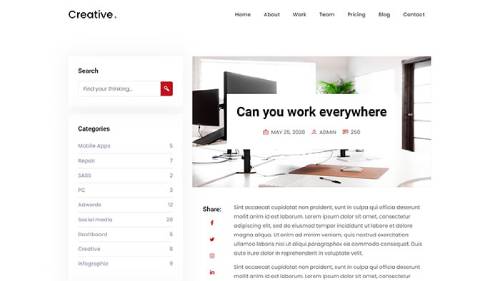 Creative.
Home About Work Team Pricing Blog Contact
Search
Find your thinking...
Categories
Mobile Apps 5
Repair 7
SASS 2
PC 3
Adwords 12
Social media 20
Dashboard 5
Creative 8
Infographic 9
Can you work everywhere
MAY 25, 2020 ADMIN 250
Share:
Sint occaecat cupidatat non proident, sunt in culpa qui officia deserunt
mollit anim id est laborum. Lorem ipsum dolor sit amet, consectetur
adipiscing elit, sed do eiusmod tempor incididunt ut labore et dolore
magna aliqua. Ut enim ad minim veniam, quis nostrud exercitation
ullamco laboris nisi ut aliquip paragraphic ex commodo consequat. Duis
aute irure dolor in reprehenderit in voluptate velit.
Sint occaecat cupidatat non proident, sunt in culpa qui officia deserunt
mollit anim id est laborum. Lorem ipsum dolor sit amet, consectetur